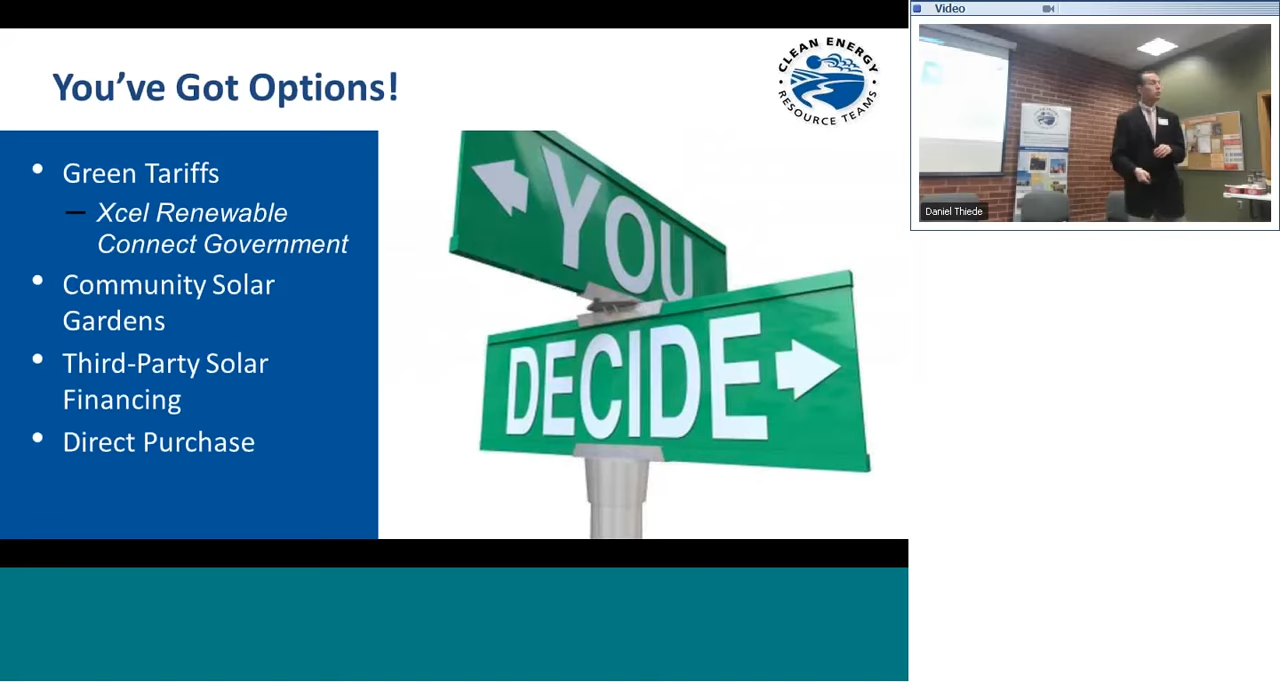 You've Got Options!
CLEAN ENERGY
RESOURCE TEAMS
• Green Tariffs
– Xcel Renewable
Connect Government
• Community Solar
Gardens
• Third-Party Solar
Financing
• Direct Purchase
YOU
DECIDE
Video
Daniel Thiede